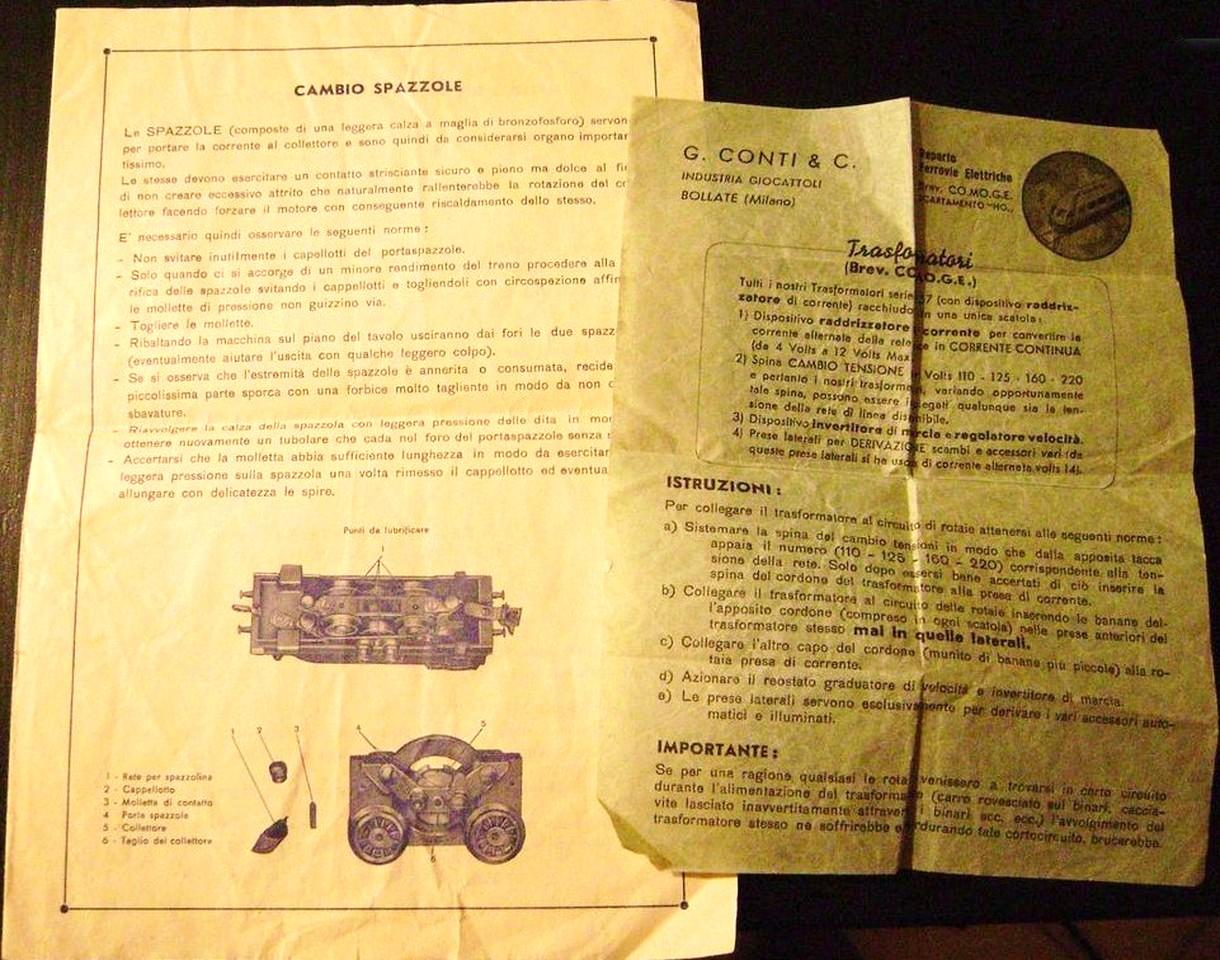 CAMBIO SPAZZOLE
Le SPAZZOLE (composte di una leggera calza a maglia di bronzofosforo) servon
per portare la corrente al collettore e sono quindi da considerarsi organo importan
tissimo.
Le stesse devono esercitare un contatto strisciante sicuro e pieno ma dolce al fi
di non creare eccessivo attrito che naturalmente rallenterebbe la rotazione del co
lettore facendo forzare il motore con conseguente riscaldamento dello stesso.
E' necessario quindi osservare le seguenti norme:
- Non svitare inutilmente i capellotti del portaspazzole.
- Solo quando ci si accorge di un minore rendimento del treno procedere alla
rifica delle spazzole svitando i cappellotti e togliendoli con circospezione affin
le mollette di pressione non guizzino via.
- Togliere le mollette.
- Ribaltando la macchina sul piano del tavolo usciranno dai fori le due spazz
(eventualmente aiutare l'uscita con qualche leggero colpo).
- Se si osserva che l'estremità delle spazzole è annerita o consumata, recide
piccolissima parte sporca con una forbice molto tagliente in modo da non c
sbavature.
- Riavvolgere la calza della spazzola con leggera pressione delle dita in mo
ottenere nuovamente un tubolare che cada nel foro del portaspazzole senza
- Accertarsi che la molletta abbia sufficiente lunghezza in modo da esercitar
leggera pressione sulla spazzola una volta rimesso il cappellotto ed eventua
allungare con delicatezza le spire.
Punti da lubrificare
1
1 2 3
4 5
6
1 - Rete per spazzolina
2 - Cappellotto
3 - Molletta di contatto
4 Porta spazzole
5 - Collettore
6 - Taglio del collettore
G. CONTI & C.
INDUSTRIA GIOCATTOLI
BOLLATE (Milano)
Reparto
Ferrovie Elettriche
Brev. CO.MO.G.E.
SCARTAMENTO "HO"
Trasformatori
(Brev. CO.MO.G.E.)
Tutti i nostri Trasformatori serie 57 (con dispositivo raddriz-
zatore di corrente) racchiudono in una unica scatola:
1) Dispositivo raddrizzatore corrente per convertire la
corrente alternata della rete in CORRENTE CONTINUA
(da 4 Volts a 12 Volts Max)
2) Spina CAMBIO TENSIONE Volts 110 - 125 - 160 - 220
e pertanto i nostri trasformatori, variando opportunamente
tale spina, possono essere impiegati qualunque sia la ten-
sione della rete di linea disponibile.
3) Dispositivo invertitore di marcia e regolatore velocità.
4) Prese laterali per DERIVAZIONE scambi e accessori vari (da
queste prese laterali si ha uscita di corrente alternata volts 14).
ISTRUZIONI:
Per collegare il trasformatore al circuito di rotaie attenersi alle seguenti norme:
a) Sistemare la spina del cambio tensioni in modo che dalla apposita tacca
appaia il numero (110 - 125 - 160 - 220) corrispondente alla ten-
sione della rete. Solo dopo essersi bene accertati di ciò inserire la
spina del cordone del trasformatore alla presa di corrente.
b) Collegare il trasformatore al circuito delle rotaie inserendo le banane del-
l'apposito cordone (compreso in ogni scatola) nelle prese anteriori del
trasformatore stesso mai in quelle laterali.
c) Collegare l'altro capo del cordone (munito di banane più piccole) alla ro-
taia presa di corrente.
d) Azionare il reostato graduatore di velocità e invertitore di marcia.
e) Le prese laterali servono esclusivamente per derivare i vari accessori auto-
matici e illuminati.
IMPORTANTE:
Se per una ragione qualsiasi le rotaie venissero a trovarsi in corto circuito
durante l'alimentazione del trasformatore (carro rovesciato sui binari, caccia-
vite lasciato inavvertitamente attraverso i binari ecc. ecc.) l'avvolgimento del
trasformatore stesso ne soffrirebbe e perdurando tale cortocircuito, brucerebbe.